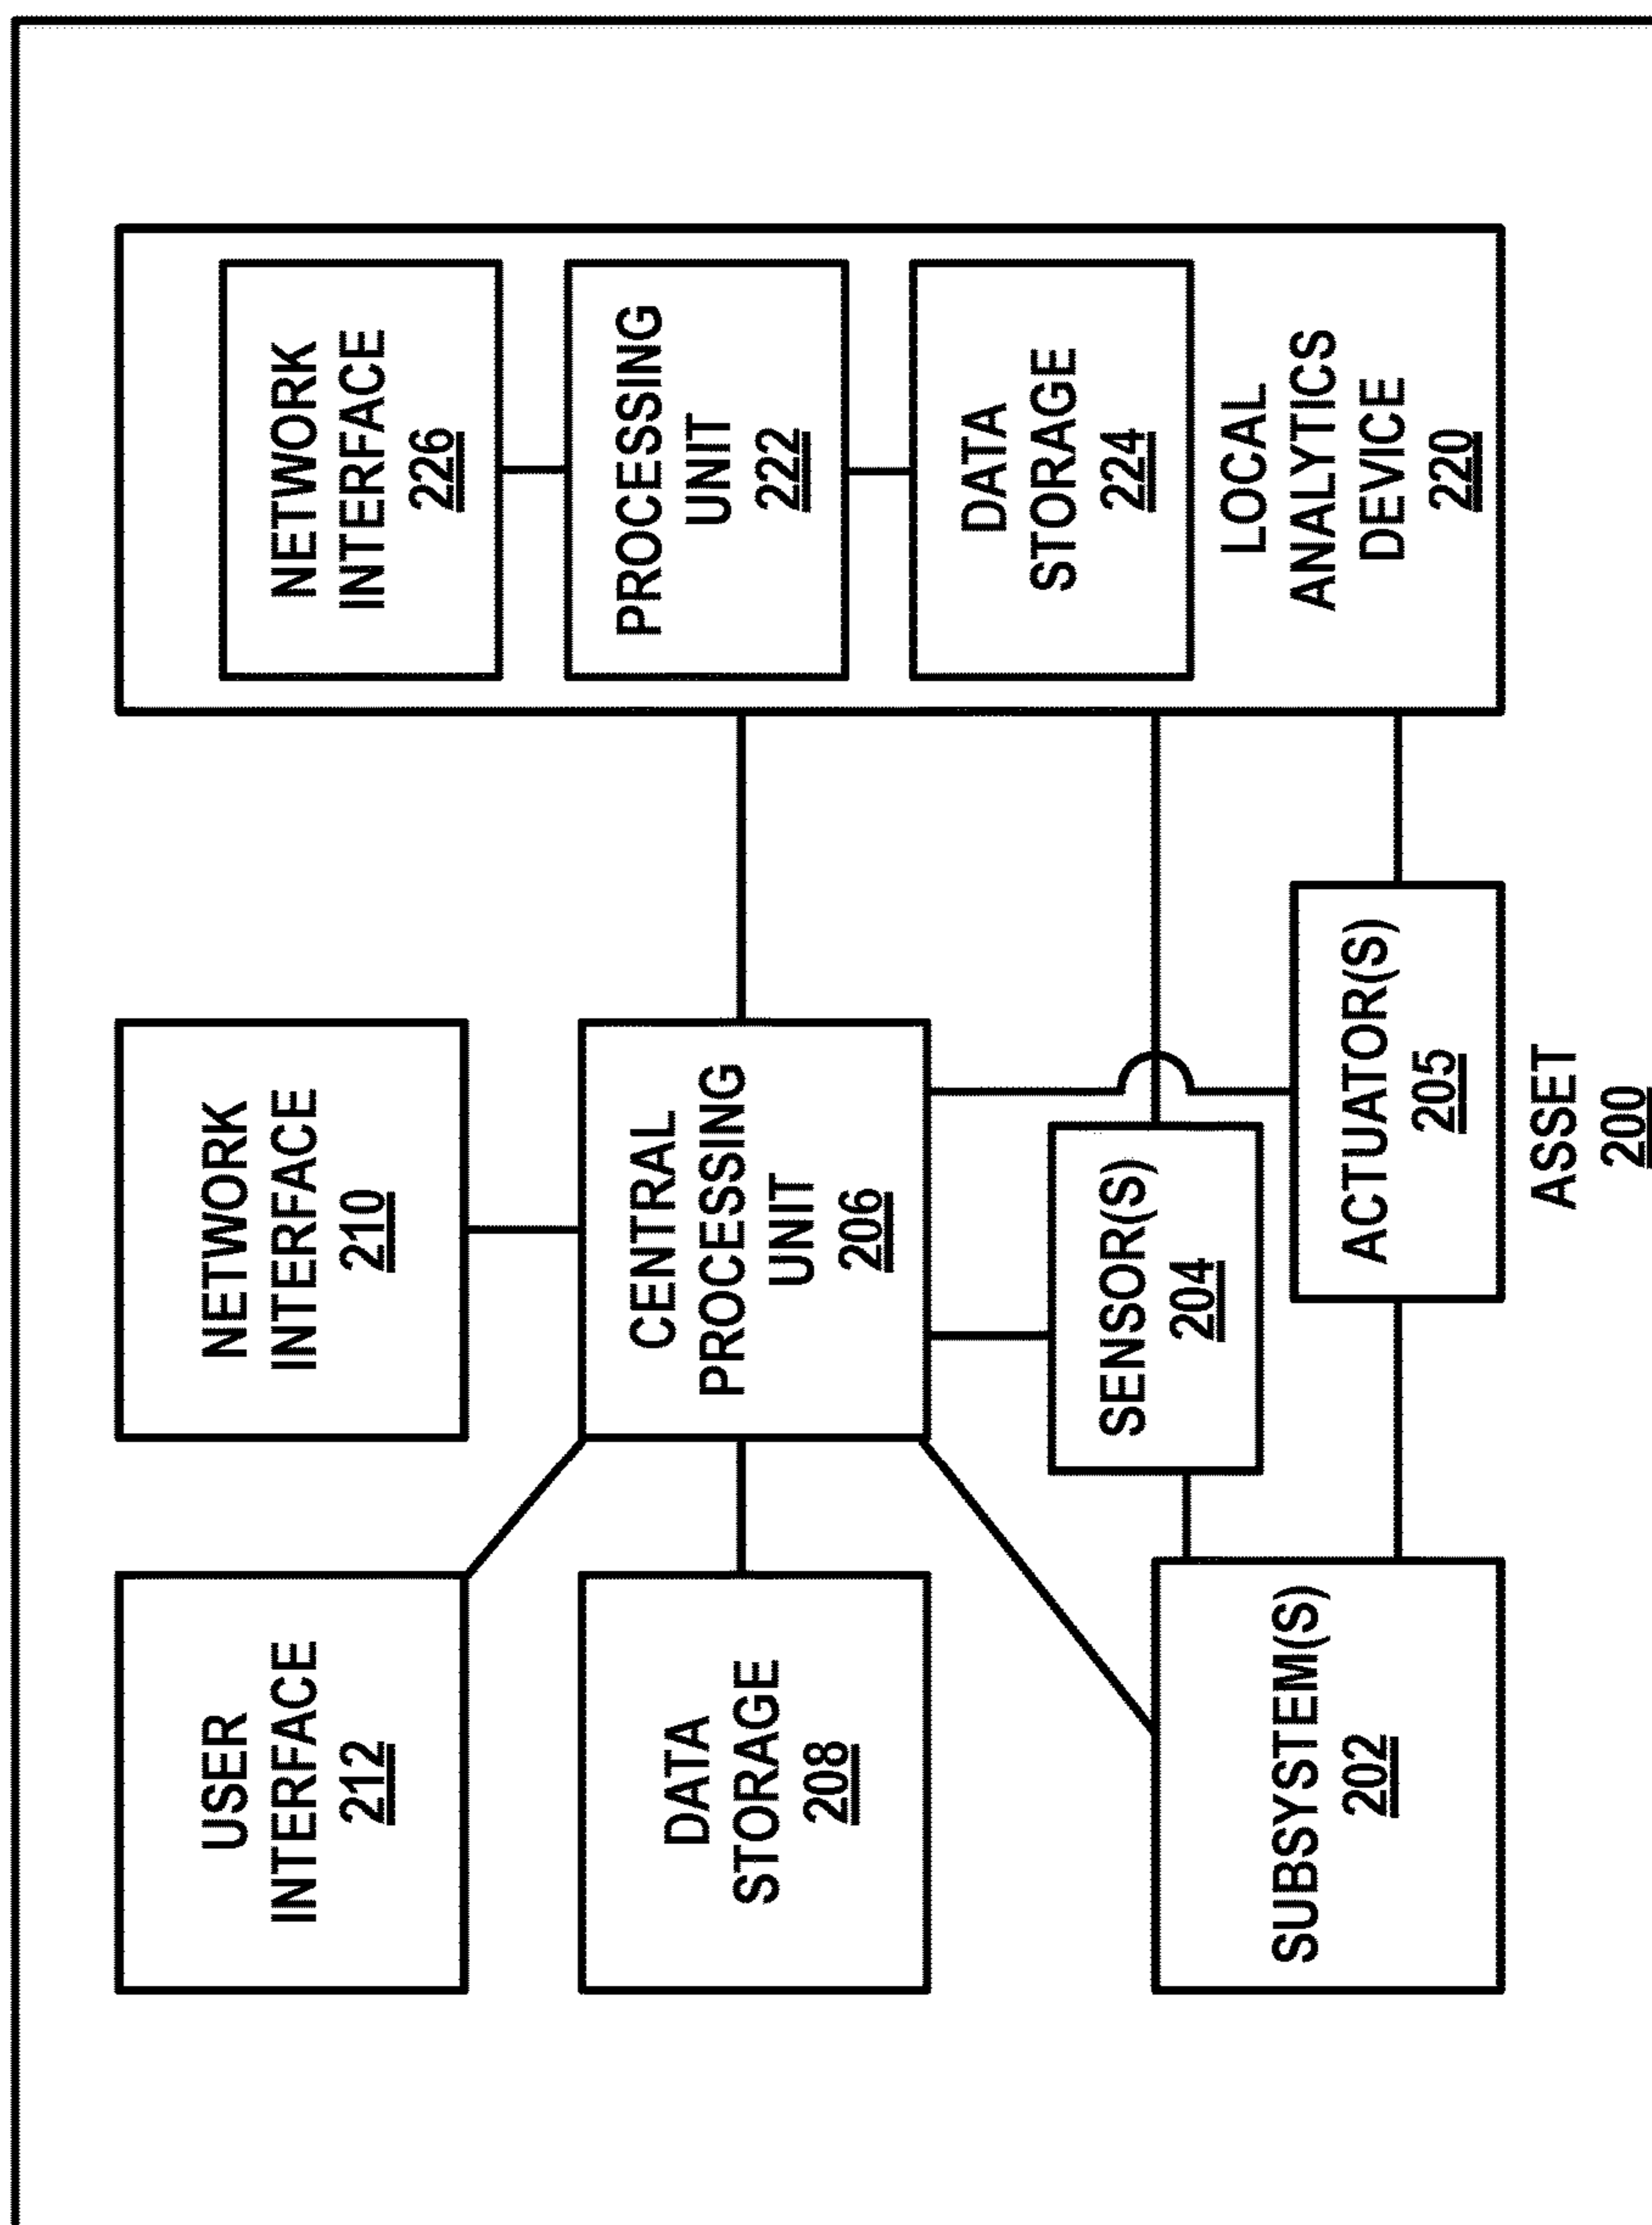 USER
INTERFACE
212
NETWORK
INTERFACE
210
NETWORK
INTERFACE
226
DATA
STORAGE
208
CENTRAL
PROCESSING
UNIT
206
PROCESSING
UNIT
222
SUBSYSTEM(S)
202
SENSOR(S)
204
ACTUATOR(S)
205
DATA
STORAGE
224
LOCAL
ANALYTICS
DEVICE
220
ASSET
200